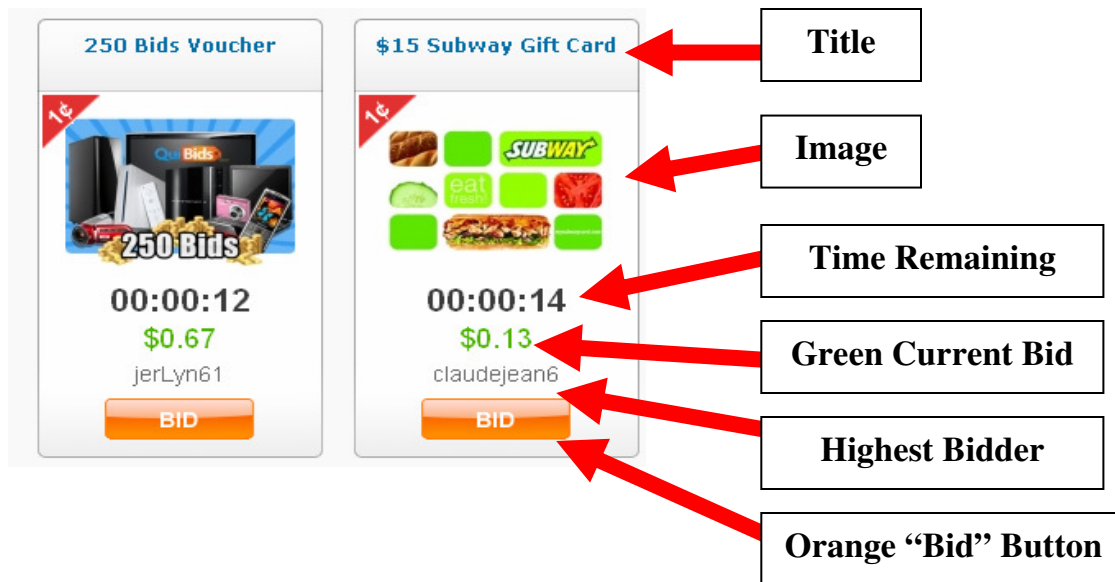 250 Bids Voucher
1¢
QuiBids
250 Bids
00:00:12
$0.67
jerLyn61
BID
$15 Subway Gift Card
1¢
SUBWAY
eat
fresh!
00:00:14
$0.13
claudejean6
BID
Title
Image
Time Remaining
Green Current Bid
Highest Bidder
Orange “Bid” Button